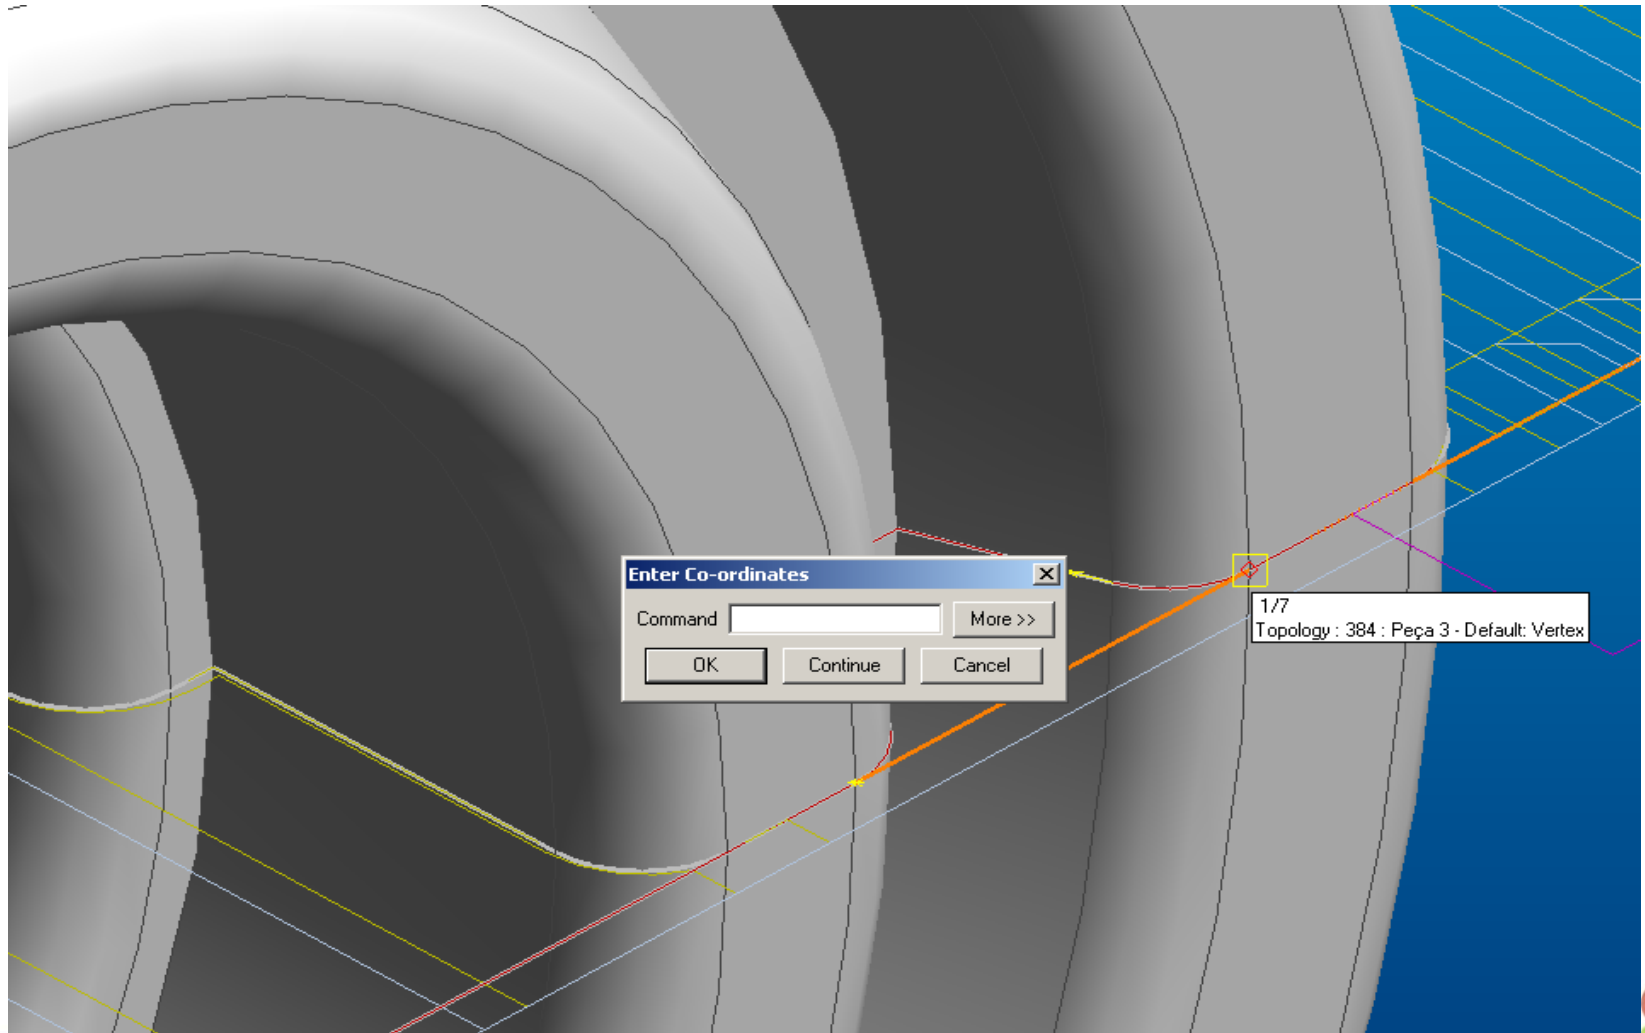 Enter Co-ordinates
Command
More >>
OK
Continue
Cancel
1/7
Topology : 384 : Peça 3 - Default: Vertex